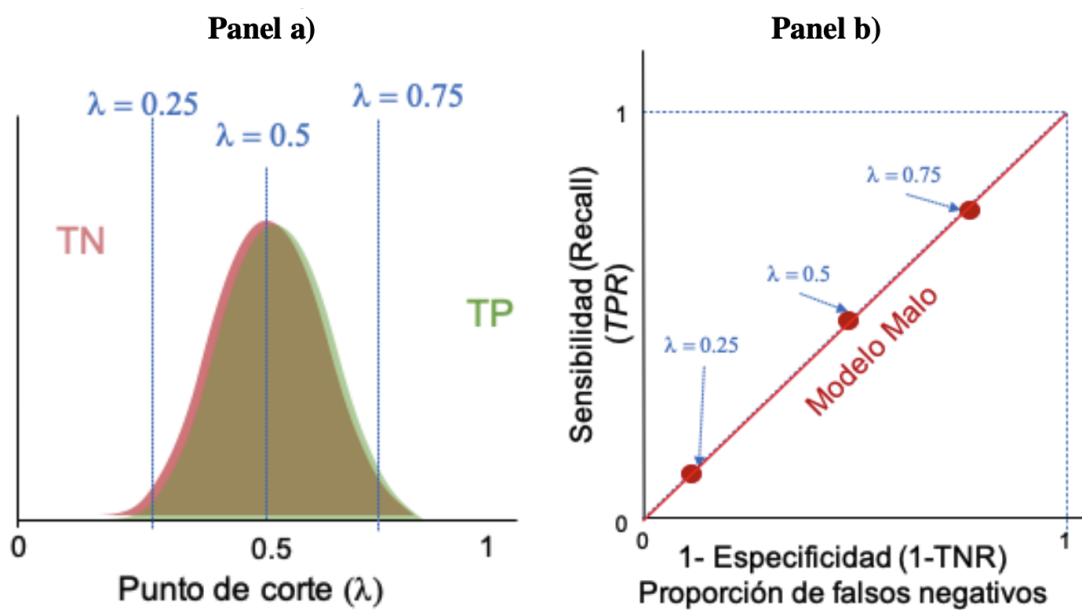 Panel a)
λ = 0.25
λ = 0.75
λ = 0.5
TN
TP
0
0.5
1
Punto de corte (λ)
Panel b)
1
λ = 0.75
λ = 0.5
λ = 0.25
Modelo Malo
Sensibilidad (Recall)
(TPR)
0
0
1
1- Especificidad (1-TNR)
Proporción de falsos negativos